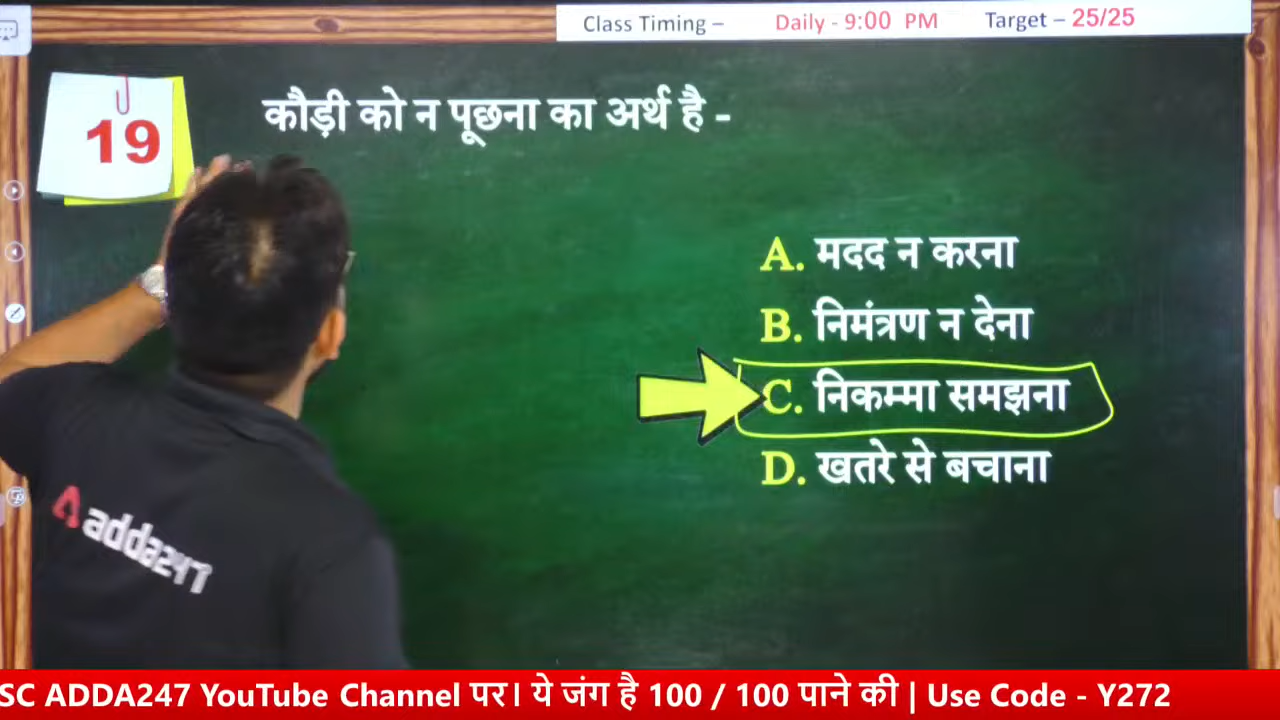 Class Timing – Daily - 9:00 PM Target – 25/25
19
कौड़ी को न पूछना का अर्थ है -
A. मदद न करना
B. निमंत्रण न देना
C. निकम्मा समझना
D. खतरे से बचाना
adda247
SC ADDA247 YouTube Channel पर। ये जंग है 100 / 100 पाने की | Use Code - Y272